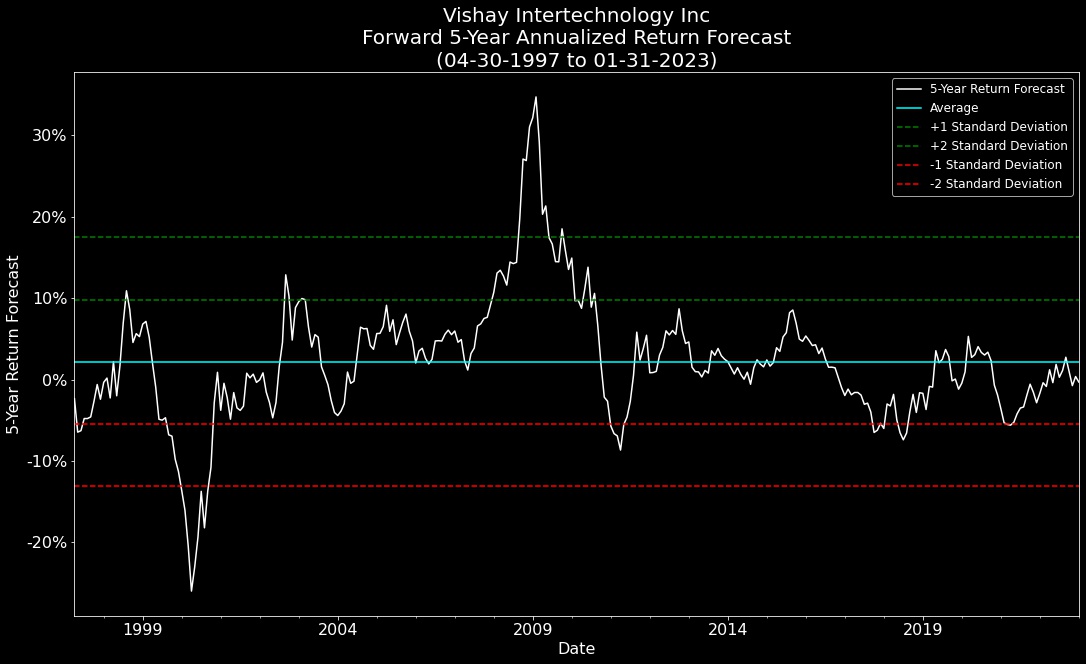 Vishay Intertechnology Inc
Forward 5-Year Annualized Return Forecast
(04-30-1997 to 01-31-2023)
5-Year Return Forecast
Average
+1 Standard Deviation
+2 Standard Deviation
-1 Standard Deviation
-2 Standard Deviation
5-Year Return Forecast
30%
20%
10%
0%
-10%
-20%
1999
2004
2009
2014
2019
Date